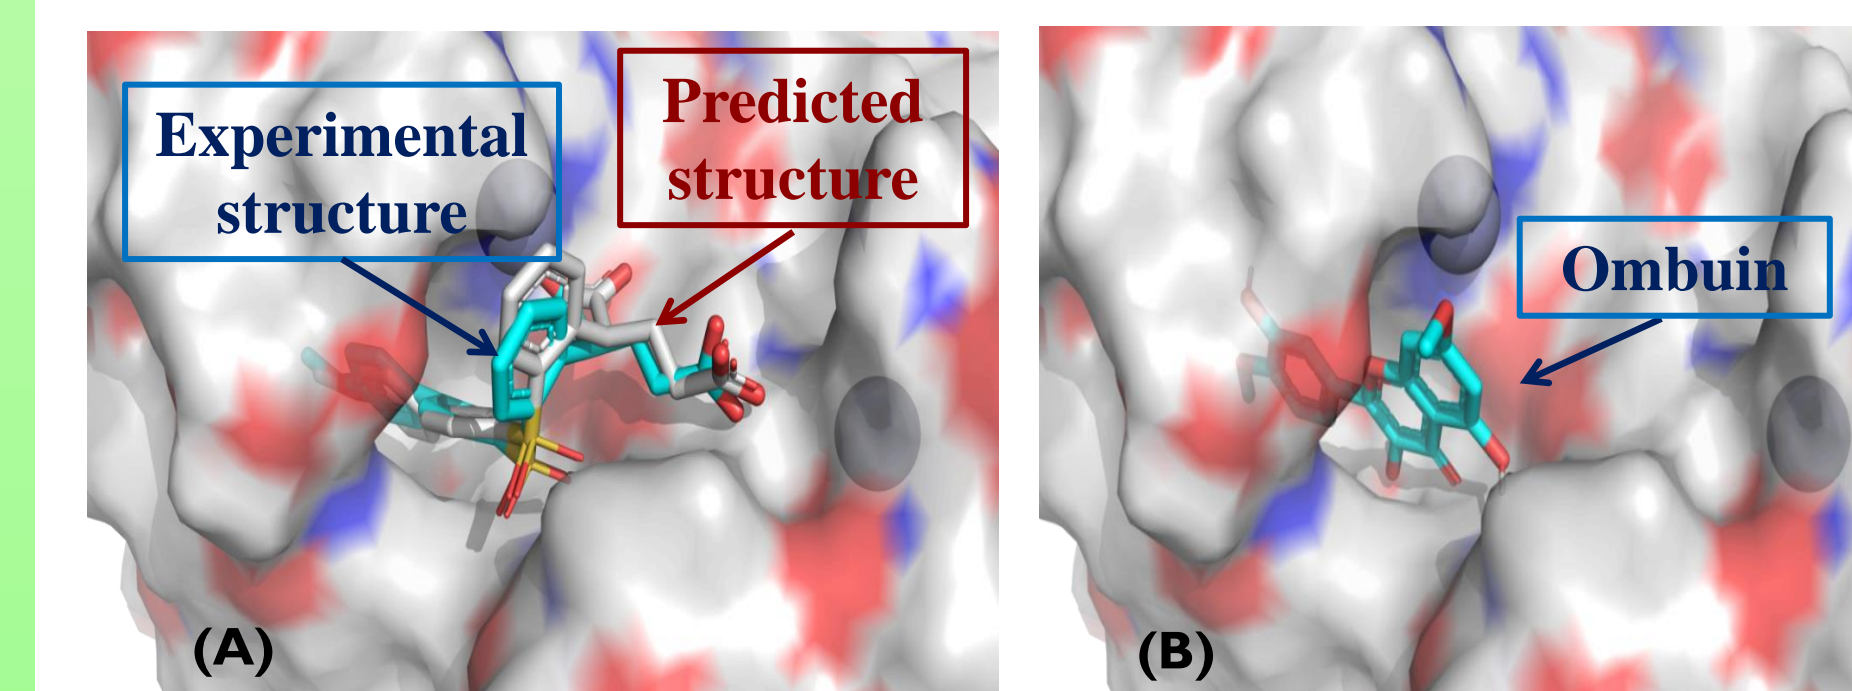 Experimental
structure
Predicted
structure
(A)
Ombuin
(B)